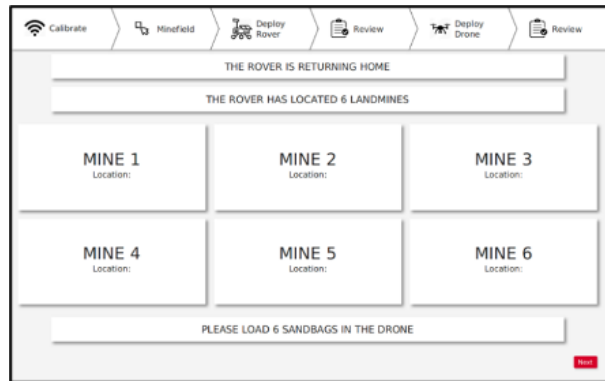 Calibrate
Minefield
Deploy
Rover
Review
Deploy
Drone
Review
THE ROVER IS RETURNING HOME
THE ROVER HAS LOCATED 6 LANDMINES
MINE 1
Location:
MINE 2
Location:
MINE 3
Location:
MINE 4
Location:
MINE 5
Location:
MINE 6
Location:
PLEASE LOAD 6 SANDBAGS IN THE DRONE
Next